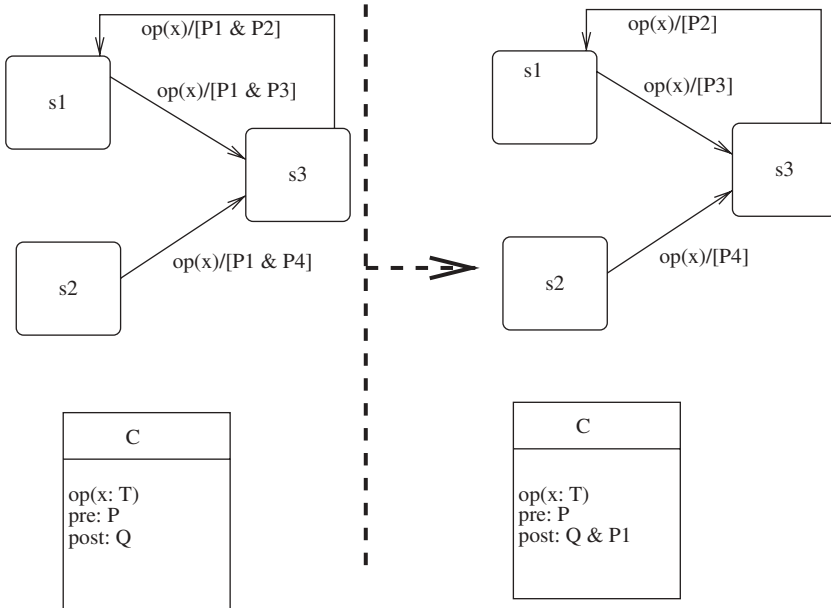 op(x)/[P1 & P2]
s1
op(x)/[P1 & P3]
s3
op(x)/[P1 & P4]
s2
C
op(x: T)
pre: P
post: Q
op(x)/[P2]
s1
op(x)/[P3]
s3
op(x)/[P4]
s2
C
op(x: T)
pre: P
post: Q & P1